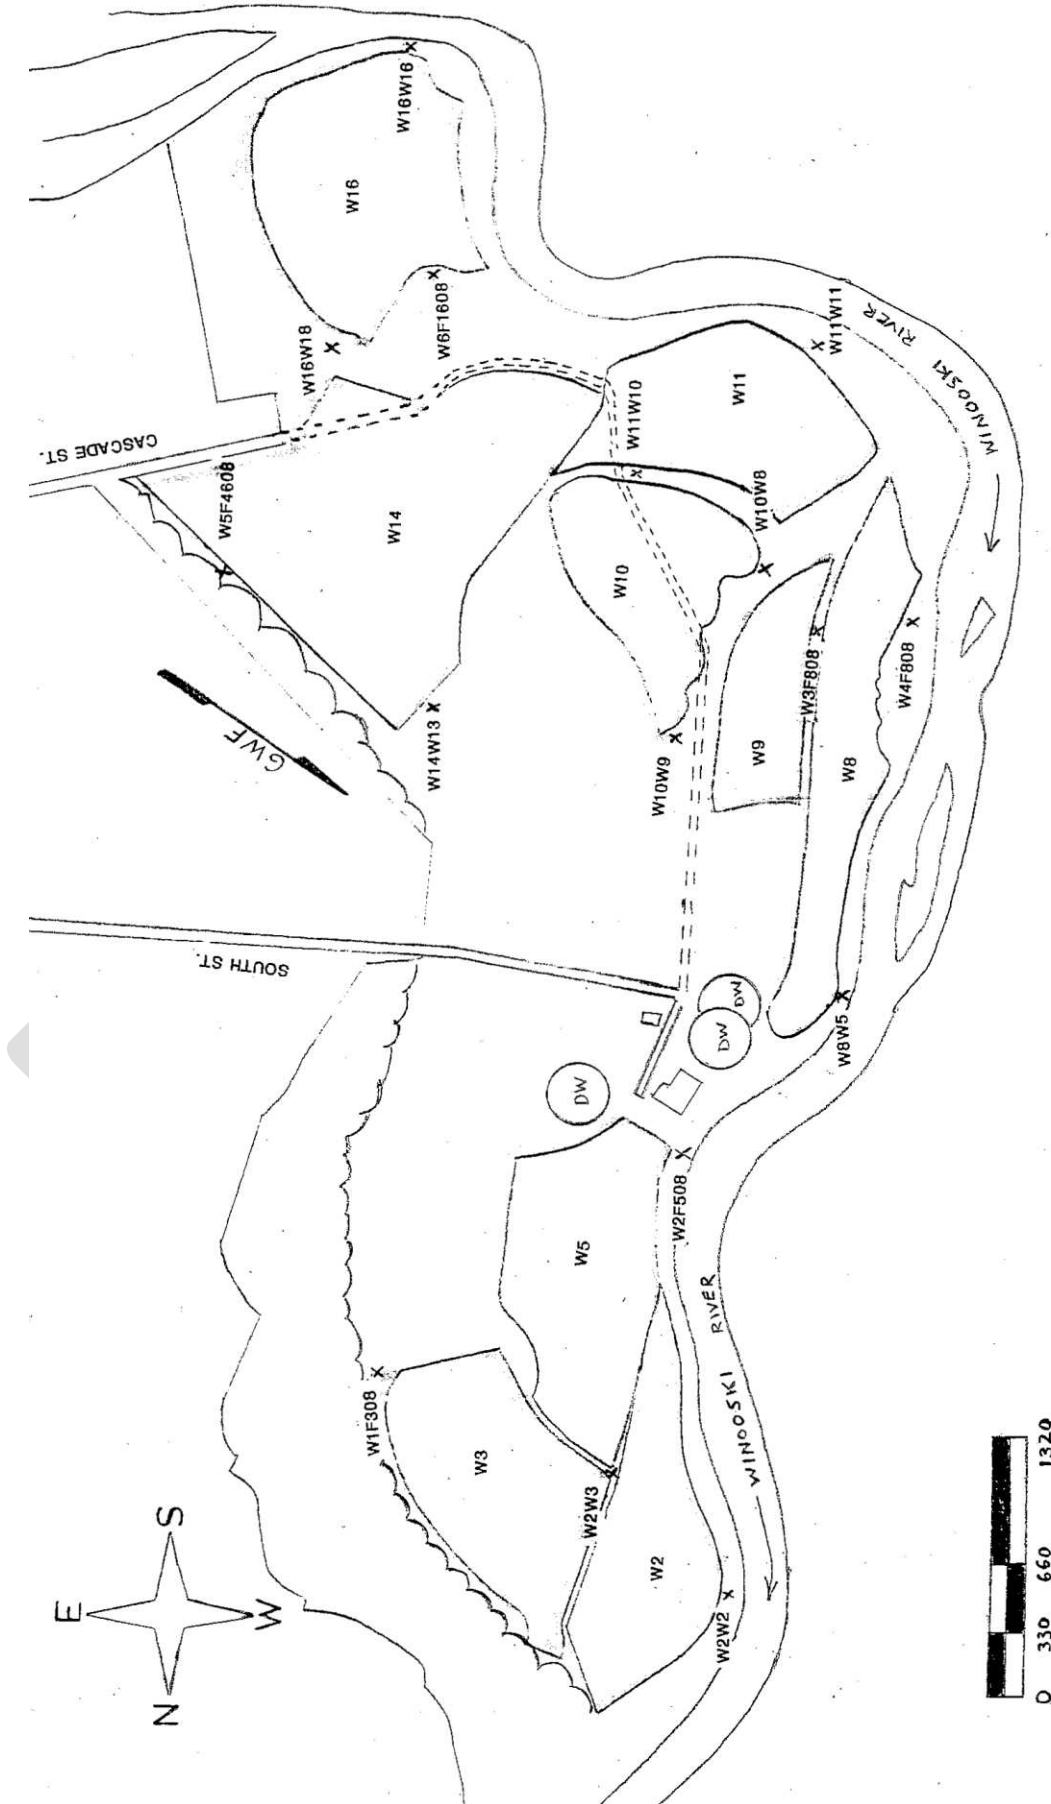 W16W16
W16
W16W18
W6F1608
CASCADE ST.
W5F4608
W14
W11W10
W11
W11W11
WINOOSKI RIVER
W10W8
W10
GWF
W14W13
W10W9
W9
W3F808
W8
W4F808
SOUTH ST.
DW
DW
DW
W8W5
W2F508
W5
WINOOSKI RIVER
W1F308
W3
W2W3
W2
W2W2
E
S
W
N
0 330 660 1320